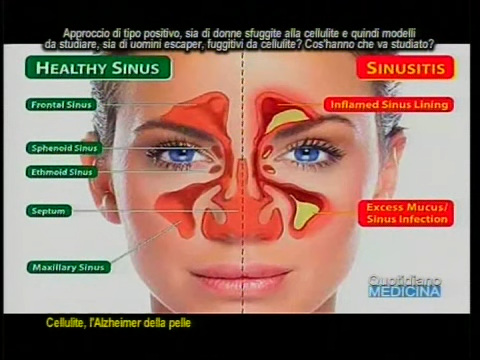 Approccio di tipo positivo, sia di donne sfuggite alla cellulite e quindi modelli
da studiare, sia di uomini escaper, fuggitivi da cellulite? Cos'hanno che va studiato?
HEALTHY SINUS
SINUSITIS
Frontal Sinus
Inflamed Sinus Lining
Sphenoid Sinus
Ethmoid Sinus
Septum
Excess Mucus/
Sinus Infection
Maxillary Sinus
Quotidiano
MEDICINA
Cellulite, l'Alzheimer della pelle